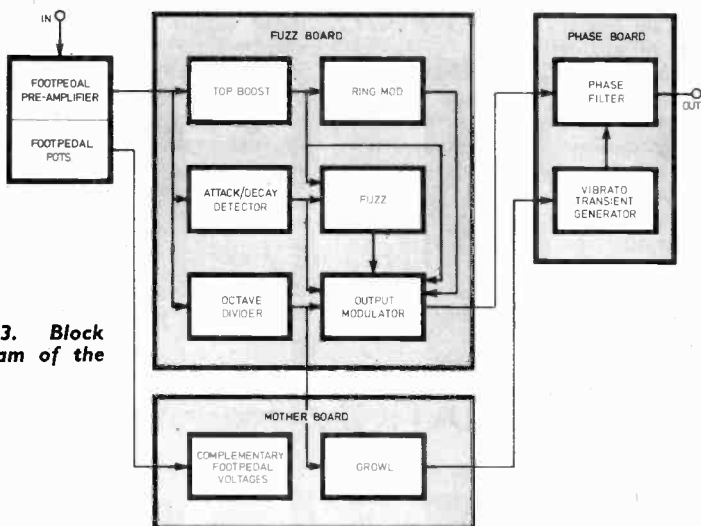 IN
FOOTPEDAL
PRE-AMPLIFIER
FOOTPEDAL
POTS
FUZZ BOARD
TOP BOOST
RING MOD
ATTACK/DECAY
DETECTOR
FUZZ
OCTAVE
DIVIDER
OUTPUT
MODULATOR
PHASE BOARD
PHASE
FILTER
OUT
VIBRATO
TRANSIENT
GENERATOR
3. Block
am of the
MOTHER BOARD
COMPLEMENTARY
FOOTPEDAL
VOLTAGES
GROWL